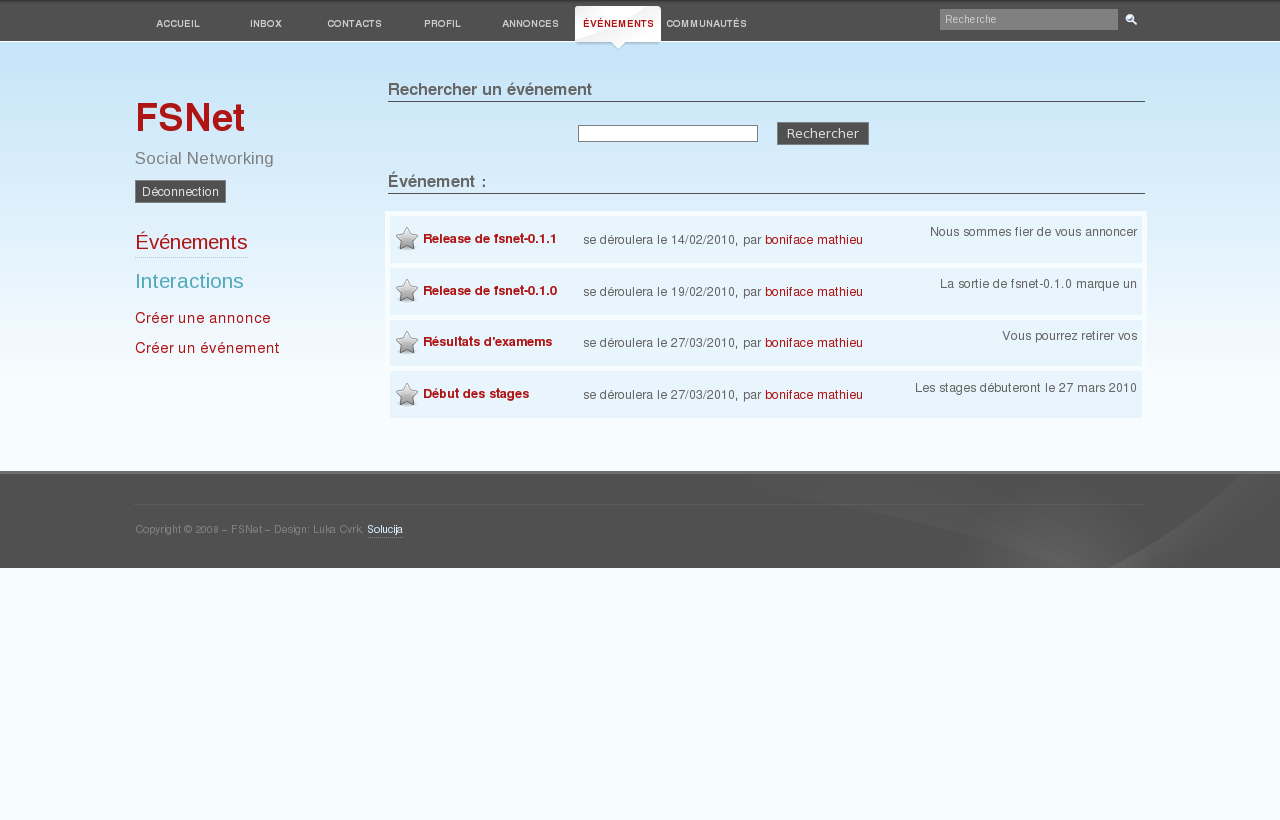 ACCUEIL INBOX CONTACTS PROFIL ANNONCES ÉVÉNEMENTS COMMUNAUTÉS Recherche
FSNet
Social Networking
Déconnection
Événements
Interactions
Créer une annonce
Créer un événement
Rechercher un événement
Rechercher
Événement :
Release de fsnet-0.1.1 se déroulera le 14/02/2010, par boniface mathieu Nous sommes fier de vous annoncer
Release de fsnet-0.1.0 se déroulera le 19/02/2010, par boniface mathieu La sortie de fsnet-0.1.0 marque un
Résultats d'examems se déroulera le 27/03/2010, par boniface mathieu Vous pourrez retirer vos
Début des stages se déroulera le 27/03/2010, par boniface mathieu Les stages débuteront le 27 mars 2010
Copyright © 2008 – FSNet – Design: Luka Cvrk, Solucija